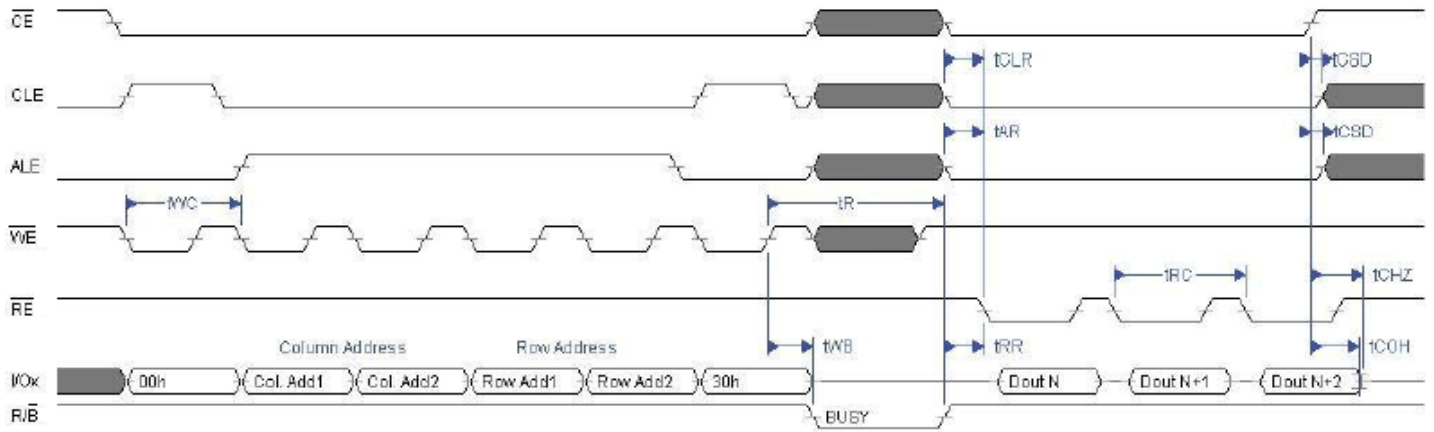 CE
tCLR
tCSD
CLE
tAR
tCSD
ALE
tWC
tR
WE
tRC
tCHZ
RE
Column Address
Row Address
tWB
tRR
tCOH
I/Ox
00h
Col. Add1
Col. Add2
Row Add1
Row Add2
30h
Dout N
Dout N+1
Dout N+2
R/B
BUSY